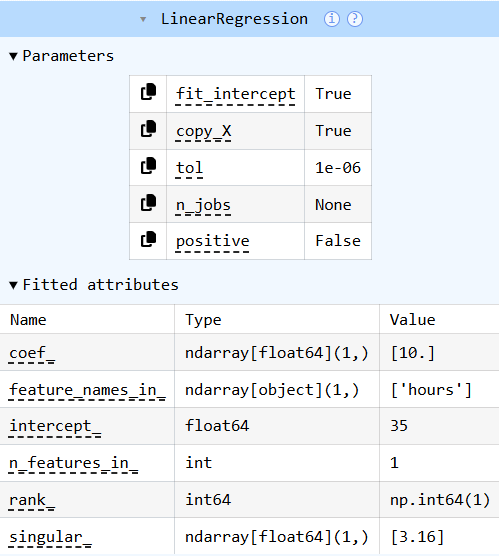 ▾ LinearRegression i ?
▼ Parameters
fit_intercept True
copy_X True
tol 1e-06
n_jobs None
positive False
▼ Fitted attributes
Name Type Value
coef_ ndarray[float64](1,) [10.]
feature_names_in_ ndarray[object](1,) ['hours']
intercept_ float64 35
n_features_in_ int 1
rank_ int64 np.int64(1)
singular_ ndarray[float64](1,) [3.16]